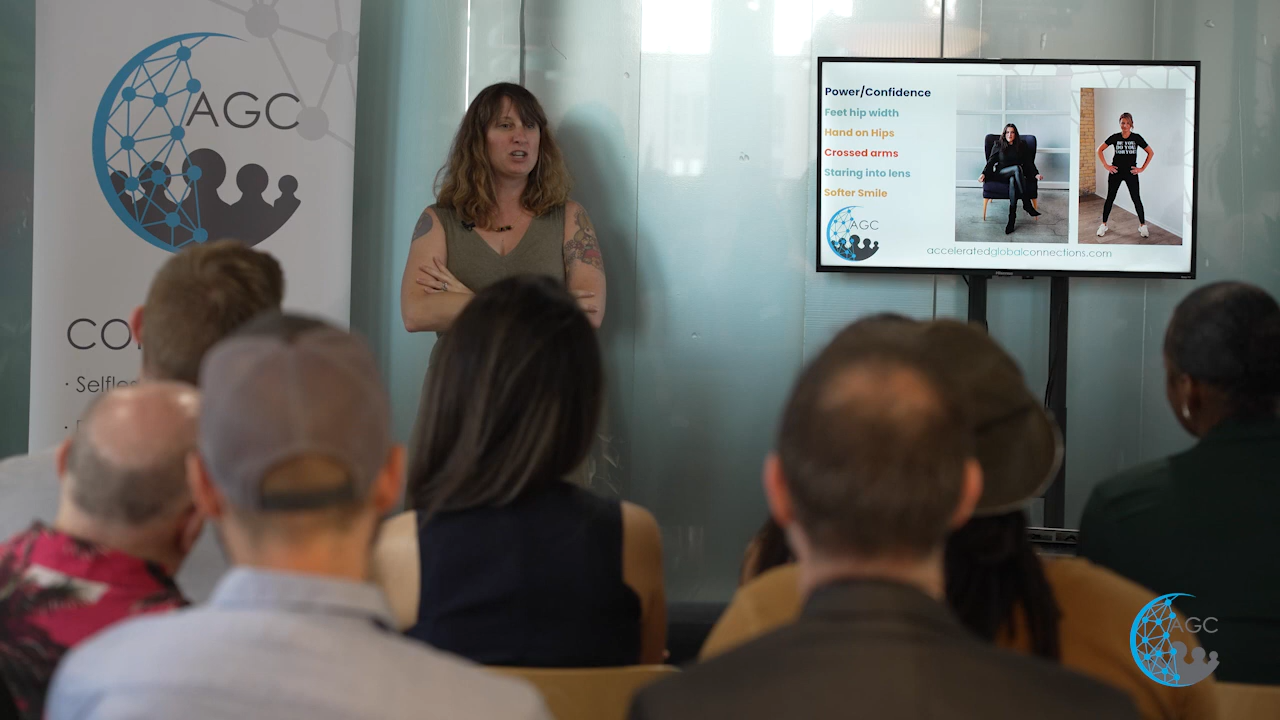 AGC
CO
· Selfles
Power/Confidence
Feet hip width
Hand on Hips
Crossed arms
Staring into lens
Softer Smile
AGC
acceleratedglobalconnections.com
AGC